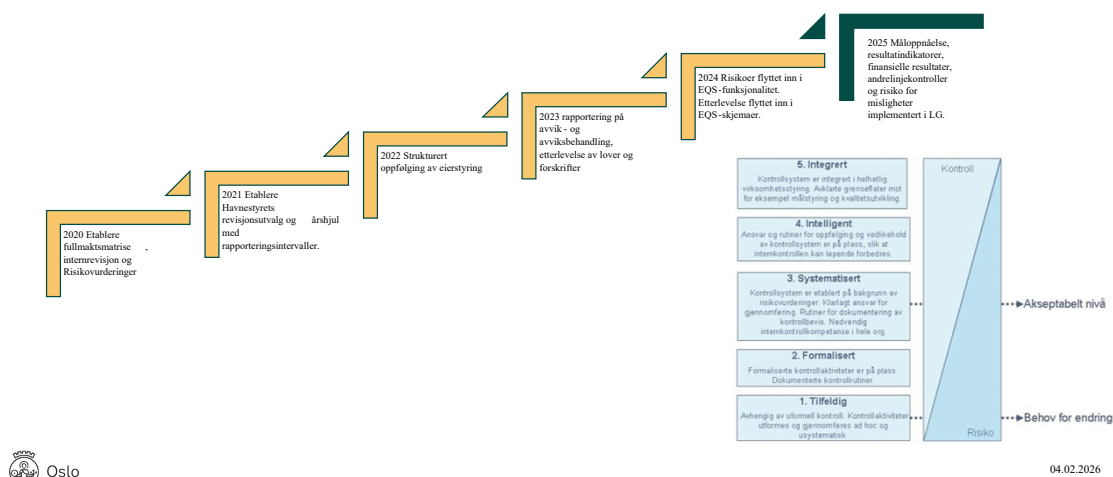 2020 Etablere
fullmaktsmatrise ,
internrevisjon og
Risikovurderinger
2021 Etablere
Havnestyrets
revisjonsutvalg og årshjul
med
rapporteringsintervaller.
2022 Strukturert
oppfølging av eierstyring
2023 rapportering på
avvik - og
avviksbehandling,
etterlevelse av lover og
forskrifter
2024 Risikoer flyttet inn i
EQS-funksjonalitet.
Etterlevelse flyttet inn i
EQS-skjemaer.
2025 Måloppnåelse,
resultatindikatorer,
finansielle resultater,
andrelinjekontroller
og risiko for
misligheter
implementert i LG.
5. Integrert
Kontrollsystem er integrert i helhetlig
virksomhetsstyring. Avklarte grenseflater mot
for eksempel målstyring og kvalitetsutvikling.
4. Intelligent
Ansvar og rutiner for oppfølging og vedlikehold
av kontrollsystem er på plass, slik at
internkontrollen kan løpende forbedres.
3. Systematisert
Kontrollsystem er etablert på bakgrunn av
risikovurderinger. Klarlagt ansvar for
gjennomføring. Rutiner for dokumentering av
kontrollbevis. Nødvendig
internkontrollkompetanse i hele org.
2. Formalisert
Formaliserte kontrollaktiviteter er på plass.
Dokumenterte kontrollrutiner.
1. Tilfeldig
Avhengig av uformell kontroll. Kontrollaktiviteter
utformes og gjennomføres ad hoc og
usystematisk.
Kontroll
Risiko
Akseptabelt nivå
Behov for endring
Oslo
04.02.2026